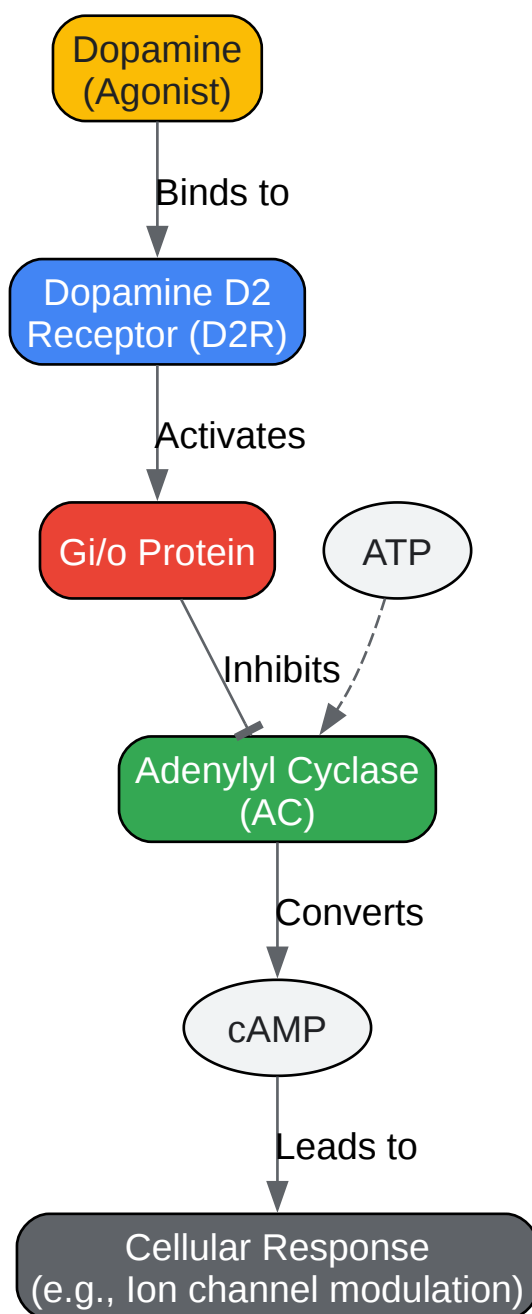 Dopamine
(Agonist)
Binds to
Dopamine D2
Receptor (D2R)
Activates
Gi/o Protein
ATP
Inhibits
Adenylyl Cyclase
(AC)
Converts
cAMP
Leads to
Cellular Response
(e.g., Ion channel modulation)